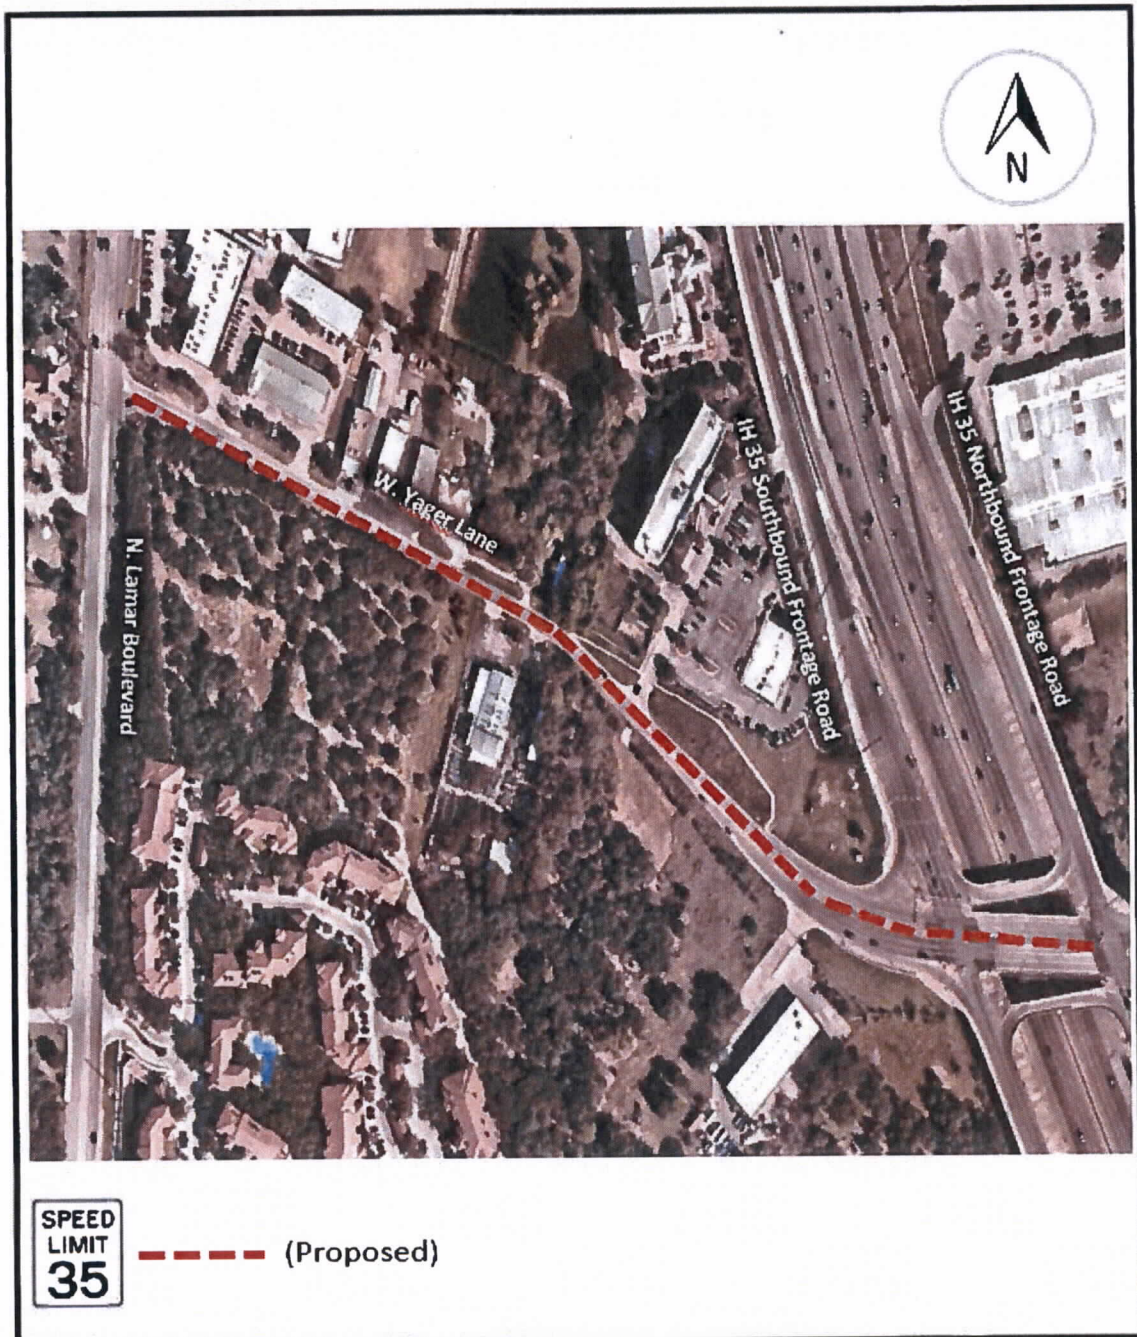 N
W. Yager Lane
IH 35 Southbound Frontage Road
IH 35 Northbound Frontage Road
N. Lamar Boulevard
SPEED
LIMIT
35
(Proposed)